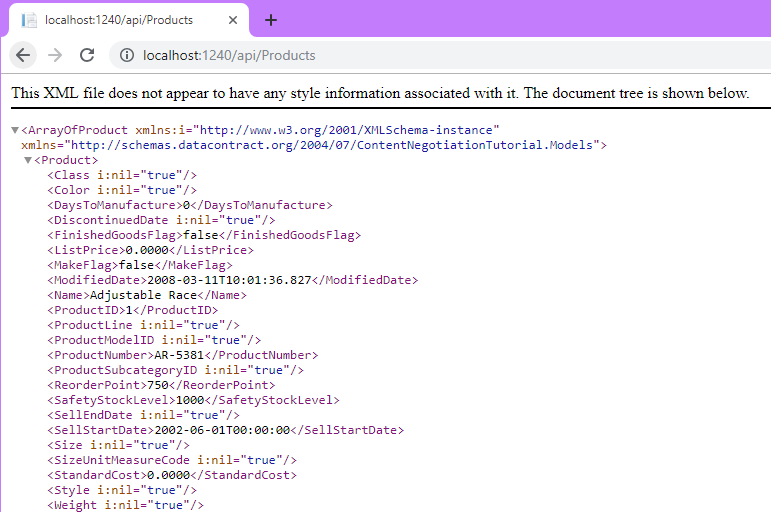 localhost:1240/api/Products
localhost:1240/api/Products
This XML file does not appear to have any style information associated with it. The document tree is shown below.
<ArrayOfProduct xmlns:i="http://www.w3.org/2001/XMLSchema-instance"
xmlns="http://schemas.datacontract.org/2004/07/ContentNegotiationTutorial.Models">
<Product>
<Class i:nil="true"/>
<Color i:nil="true"/>
<DaysToManufacture>0</DaysToManufacture>
<DiscontinuedDate i:nil="true"/>
<FinishedGoodsFlag>false</FinishedGoodsFlag>
<ListPrice>0.0000</ListPrice>
<MakeFlag>false</MakeFlag>
<ModifiedDate>2008-03-11T10:01:36.827</ModifiedDate>
<Name>Adjustable Race</Name>
<ProductID>1</ProductID>
<ProductLine i:nil="true"/>
<ProductModelID i:nil="true"/>
<ProductNumber>AR-5381</ProductNumber>
<ProductSubcategoryID i:nil="true"/>
<ReorderPoint>750</ReorderPoint>
<SafetyStockLevel>1000</SafetyStockLevel>
<SellEndDate i:nil="true"/>
<SellStartDate>2002-06-01T00:00:00</SellStartDate>
<Size i:nil="true"/>
<SizeUnitMeasureCode i:nil="true"/>
<StandardCost>0.0000</StandardCost>
<Style i:nil="true"/>
<Weight i:nil="true"/>